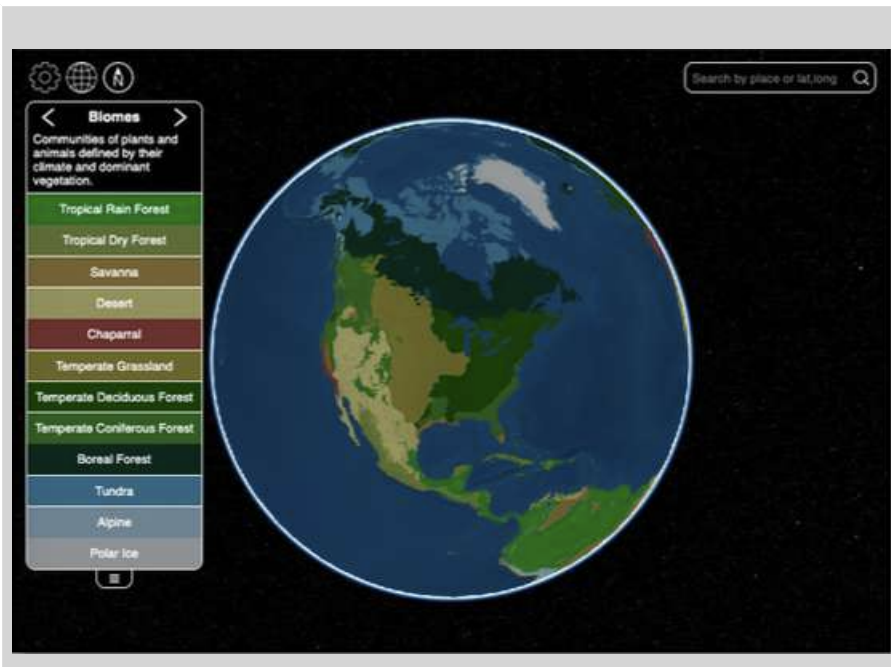 N
Search by place or lat,long
Biomes
Communities of plants and
animals defined by their
climate and dominant
vegetation.
Tropical Rain Forest
Tropical Dry Forest
Savanna
Desert
Chaparral
Temperate Grassland
Temperate Deciduous Forest
Temperate Coniferous Forest
Boreal Forest
Tundra
Alpine
Polar Ice